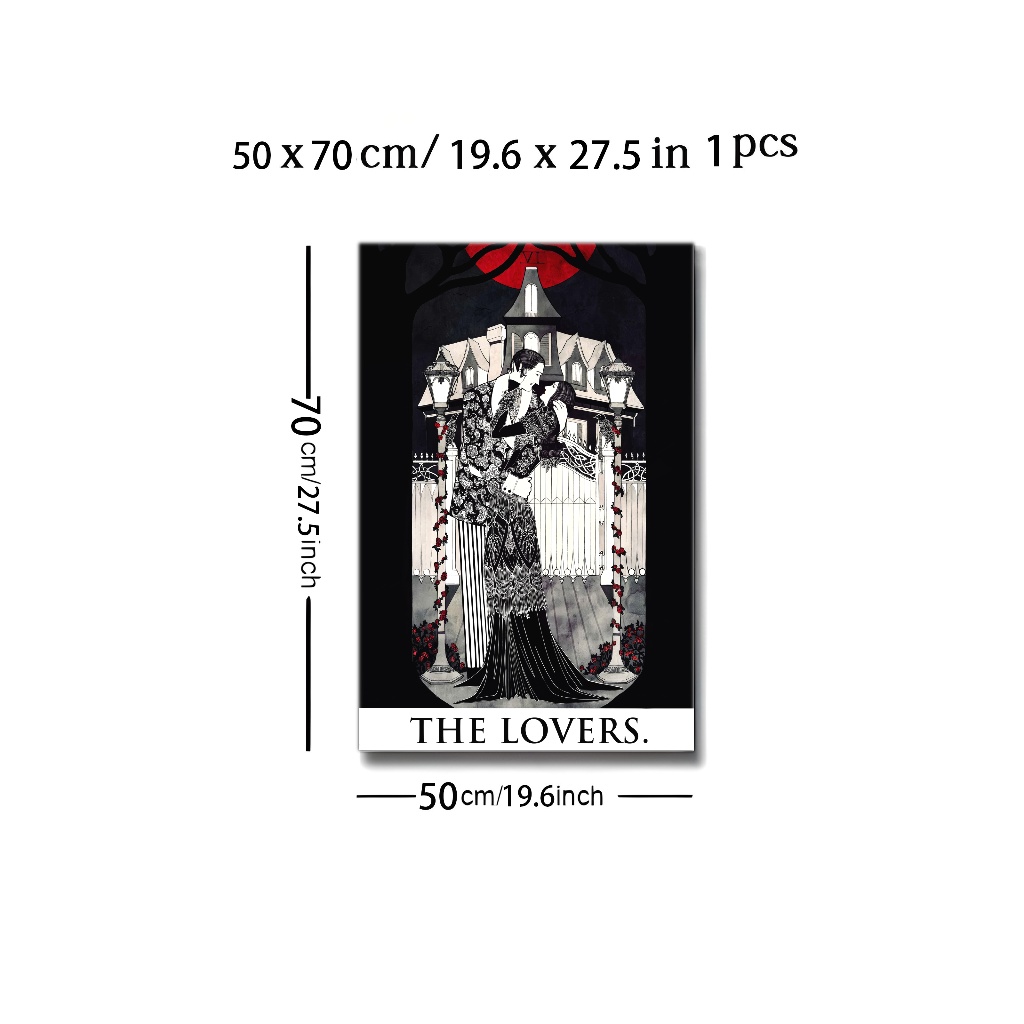 50 x 70 cm/ 19.6 x 27.5 in 1 pcs
VI
70cm/27.5inch
THE LOVERS.
50cm/19.6inch